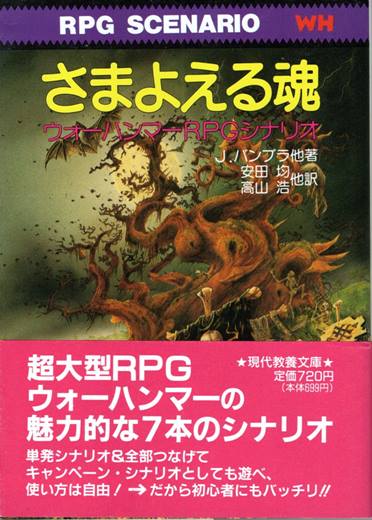 RPG SCENARIO WH
さまよえる魂
ウォーハンマーRPGシナリオ
J.バンブラ他著
安田 均
高山 浩 他訳
超大型RPG
ウォーハンマーの
魅力的な7本のシナリオ
★現代教養文庫★
定価720円
(本体699円)
単発シナリオ&全部つなげて
キャンペーン・シナリオとしても遊べ、
使い方は自由！→だから初心者にもバッチリ!!